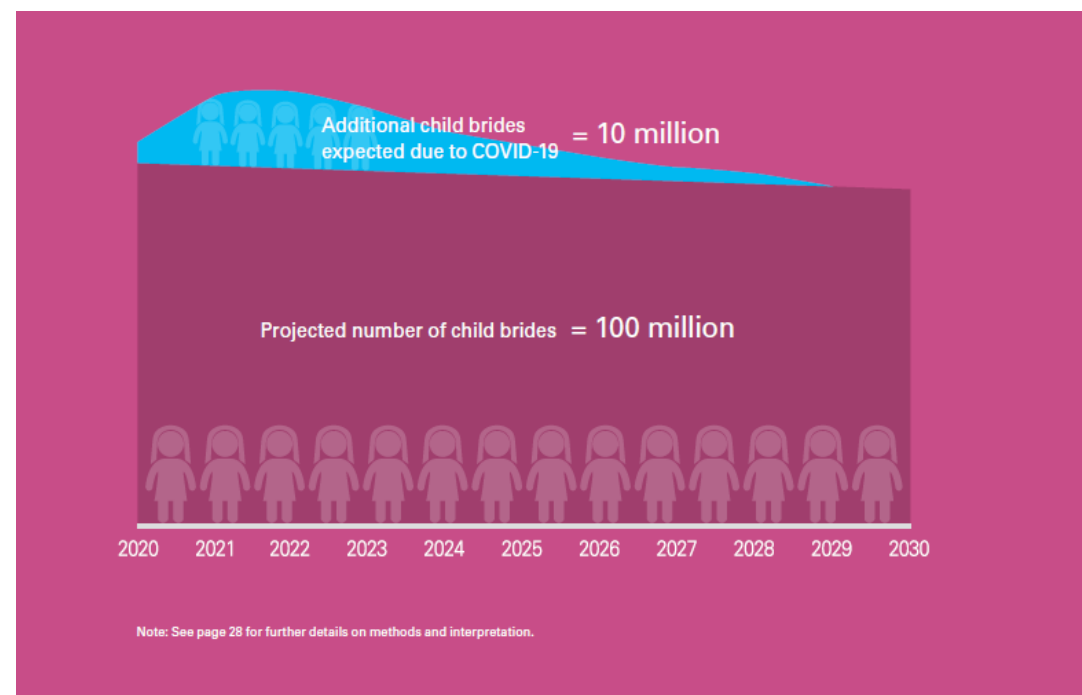 Additional child brides
expected due to COVID-19 = 10 million
Projected number of child brides = 100 million
2020 2021 2022 2023 2024 2025 2026 2027 2028 2029 2030
Note: See page 28 for further details on methods and interpretation.